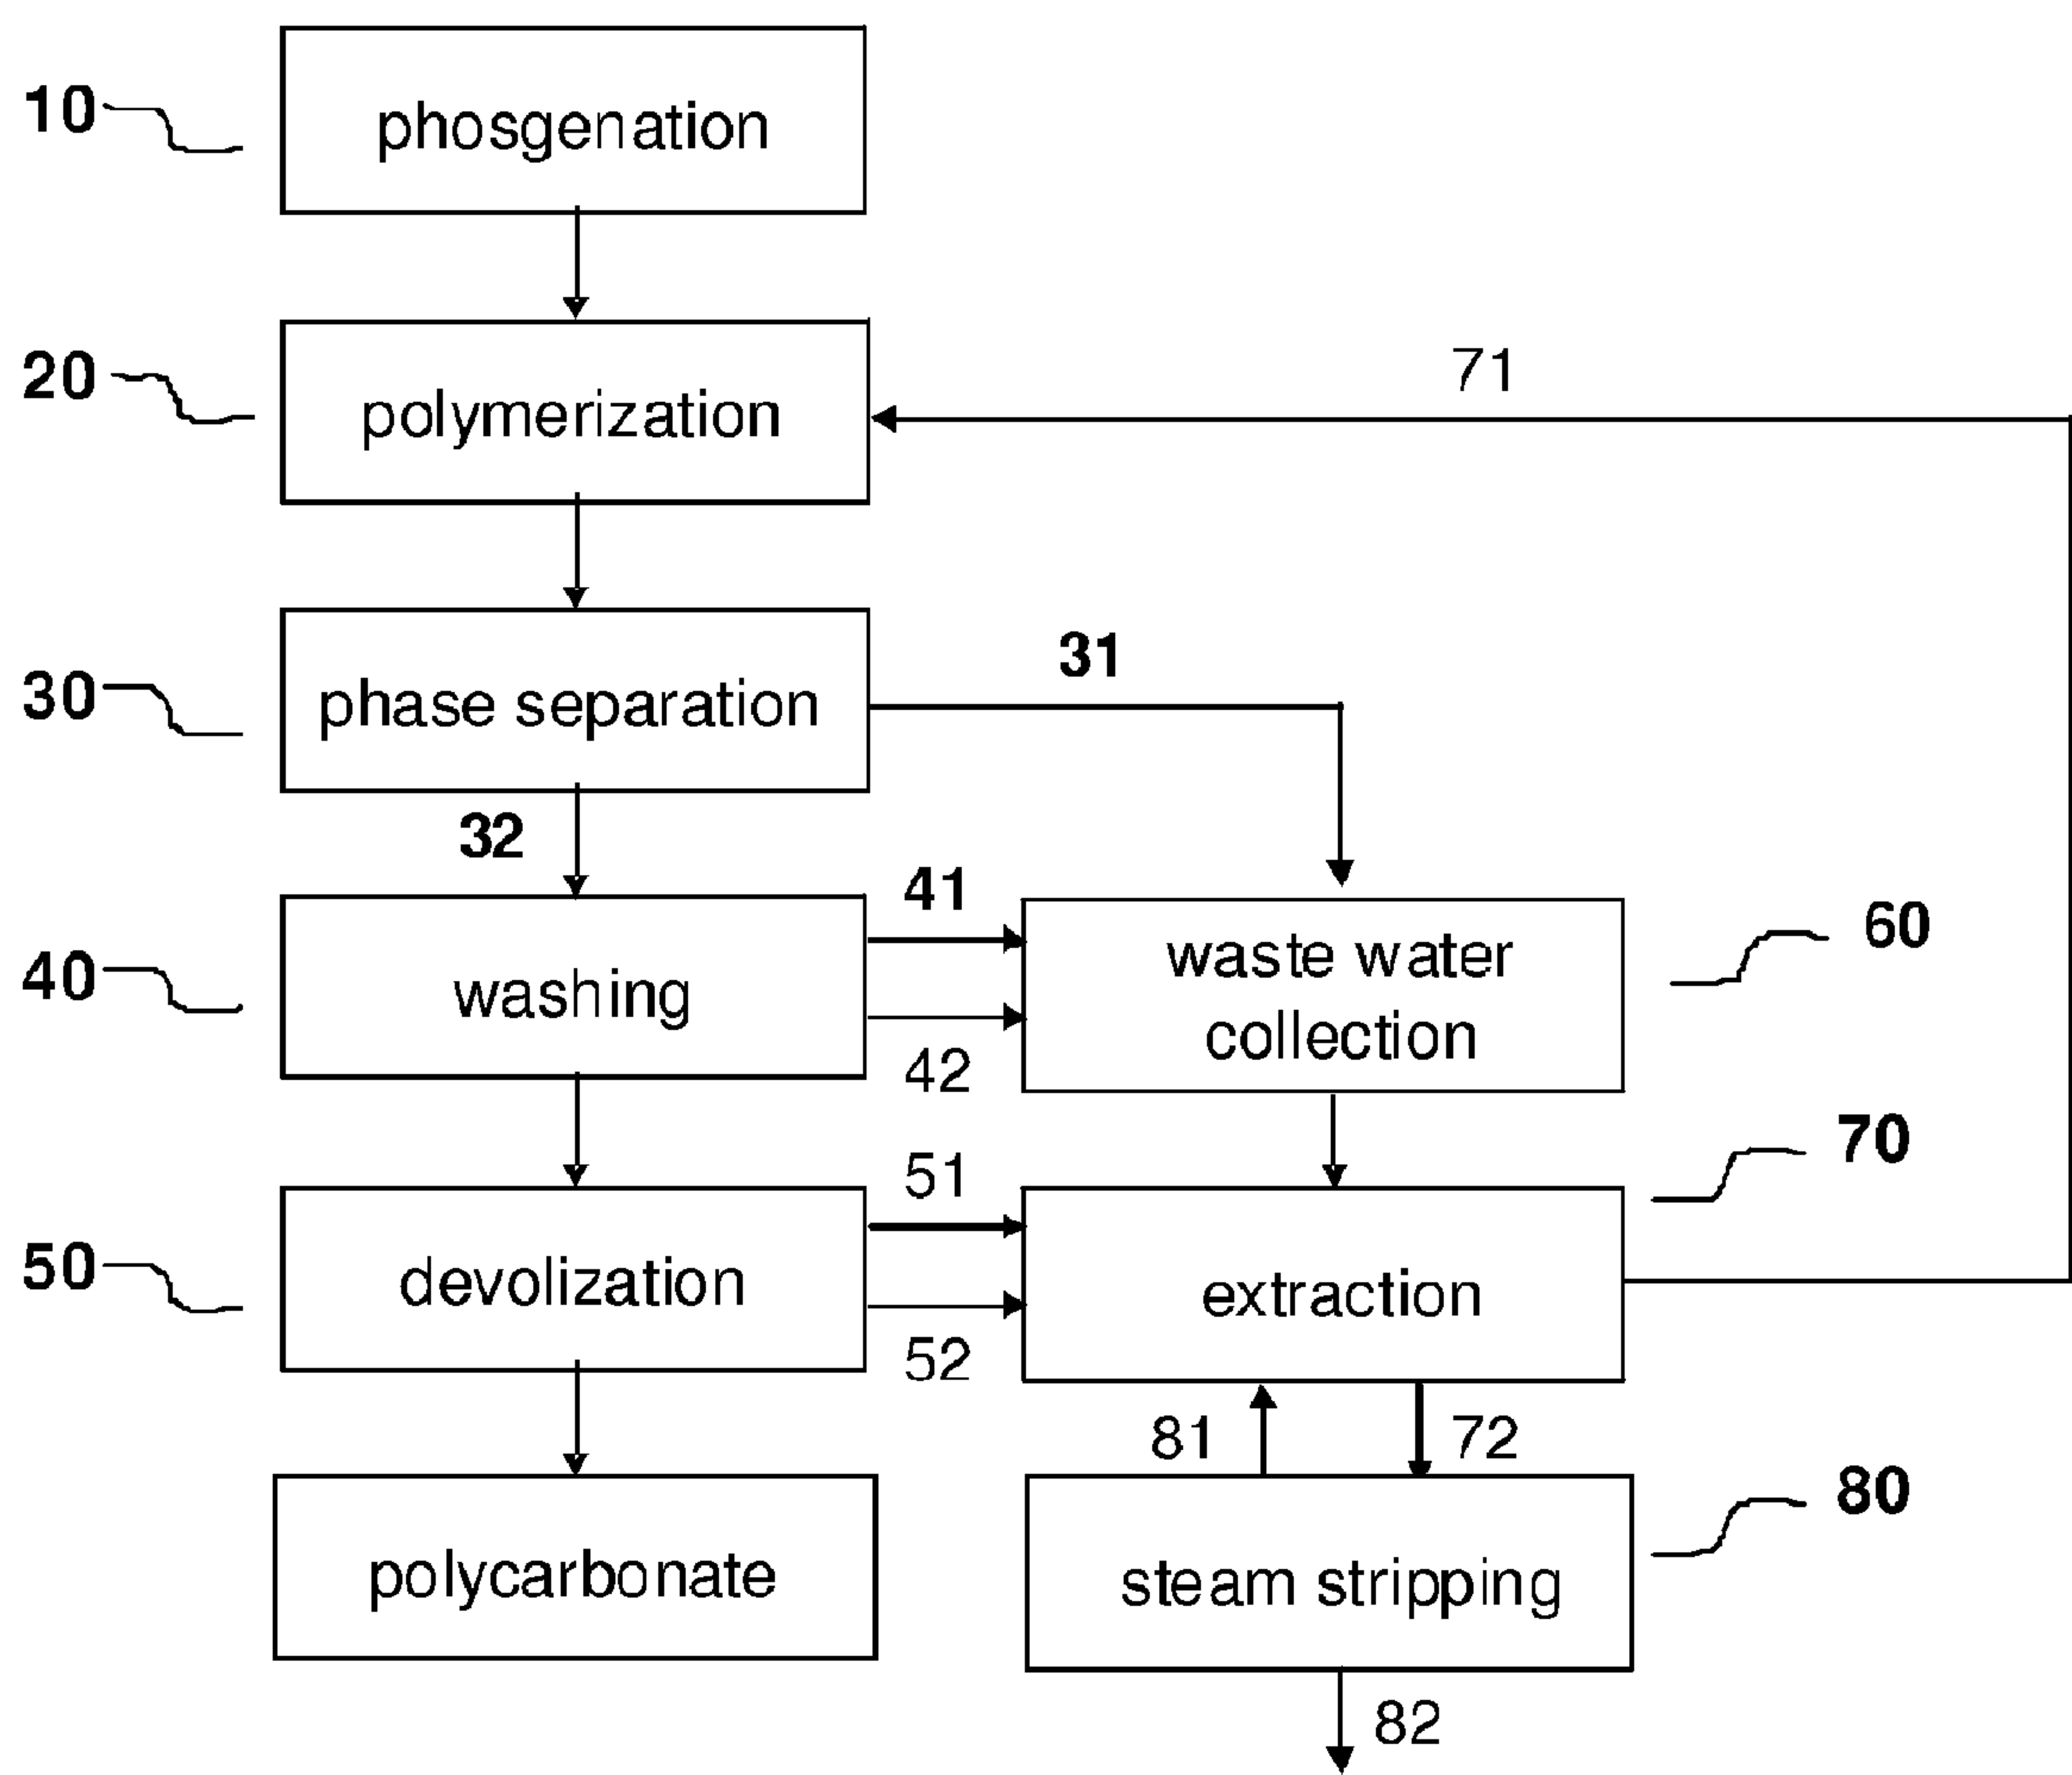 10
phosgenation
20
polymerization
71
30
phase separation
31
32
41
40
washing
waste water
collection
60
42
51
70
50
devolization
extraction
52
81
72
80
polycarbonate
steam stripping
82